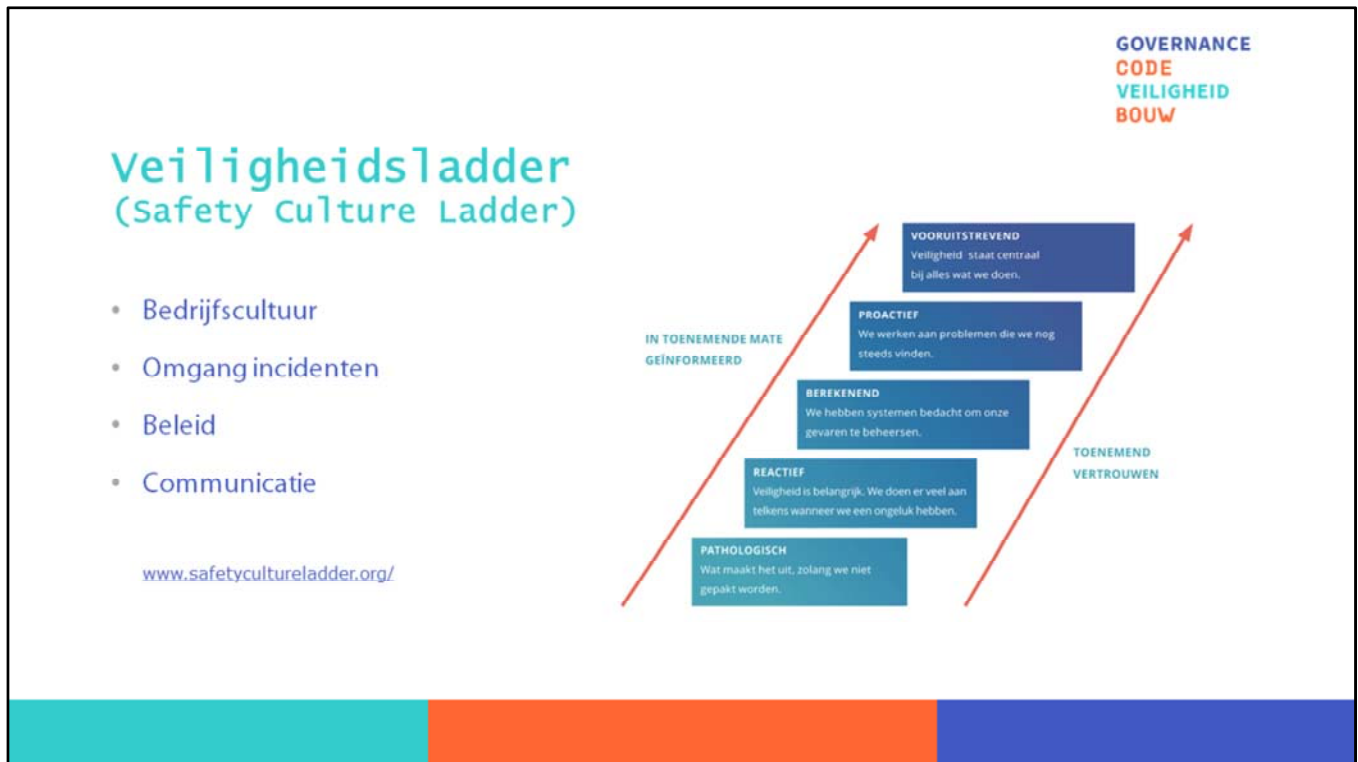 GOVERNANCE
CODE
VEILIGHEID
BOUW
Veiligheidsladder
(Safety Culture Ladder)
• Bedrijfscultuur
• Omgang incidenten
• Beleid
• Communicatie
www.safetycultureladder.org/
IN TOENEMENDE MATE
GEÏNFORMEERD
VOORUITSTREVEND
Veiligheid staat centraal
bij alles wat we doen.
PROACTIEF
We werken aan problemen die we nog
steeds vinden.
BEREKENEND
We hebben systemen bedacht om onze
gevaren te beheersen.
REACTIEF
Veiligheid is belangrijk. We doen er veel aan
telkens wanneer we een ongeluk hebben.
PATHOLOGISCH
Wat maakt het uit, zolang we niet
gepakt worden.
TOENEMEND
VERTROUWEN